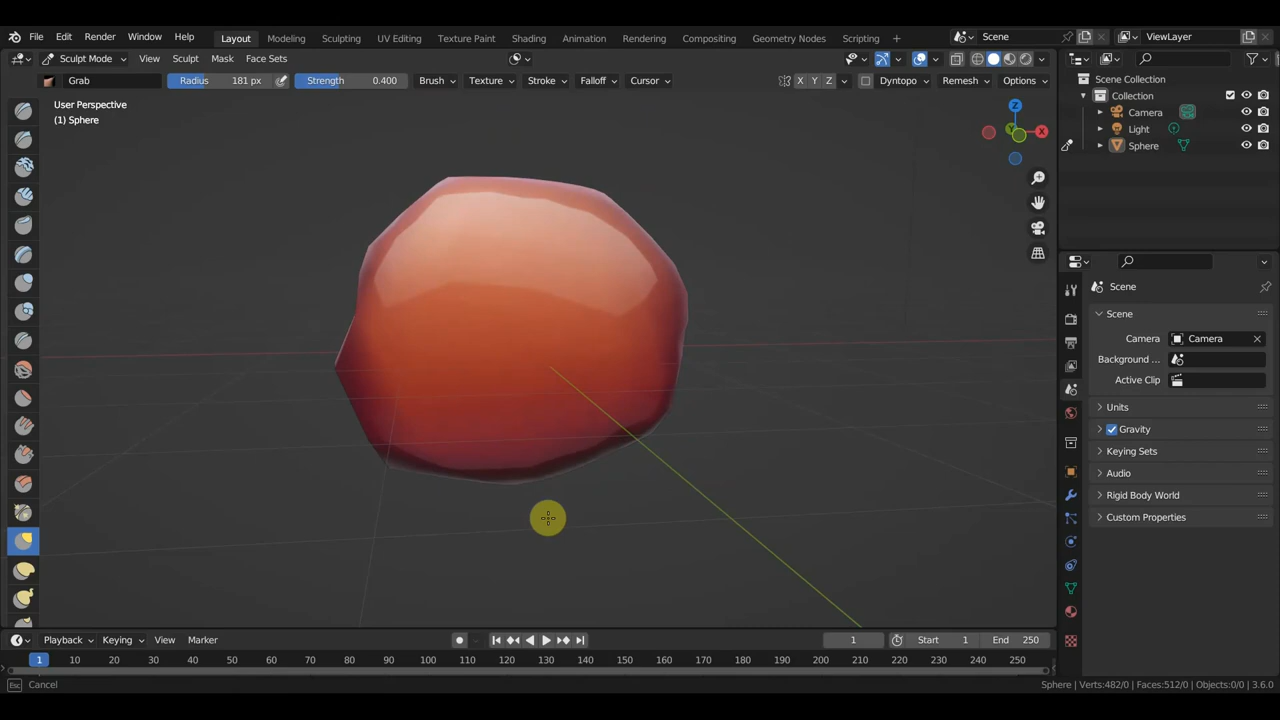 File Edit Render Window Help Layout Modeling Sculpting UV Editing Texture Paint Shading Animation Rendering Compositing Geometry Nodes Scripting + Scene ViewLayer
Sculpt Mode View Sculpt Mask Face Sets
Grab Radius 181 px Strength 0.400 Brush Texture Stroke Falloff Cursor X Y Z Dyntopo Remesh Options
User Perspective
(1) Sphere
Z
X
Y
Scene Collection
Collection
Camera
Light
Sphere
Scene
Scene
Camera Camera
Background ...
Active Clip
Units
Gravity
Keying Sets
Audio
Rigid Body World
Custom Properties
Playback Keying View Marker 1 Start 1 End 250
1 10 20 30 40 50 60 70 80 90 100 110 120 130 140 150 160 170 180 190 200 210 220 230 240 250
Esc Cancel Sphere | Verts:482/0 | Faces:512/0 | Objects:0/0 | 3.6.0